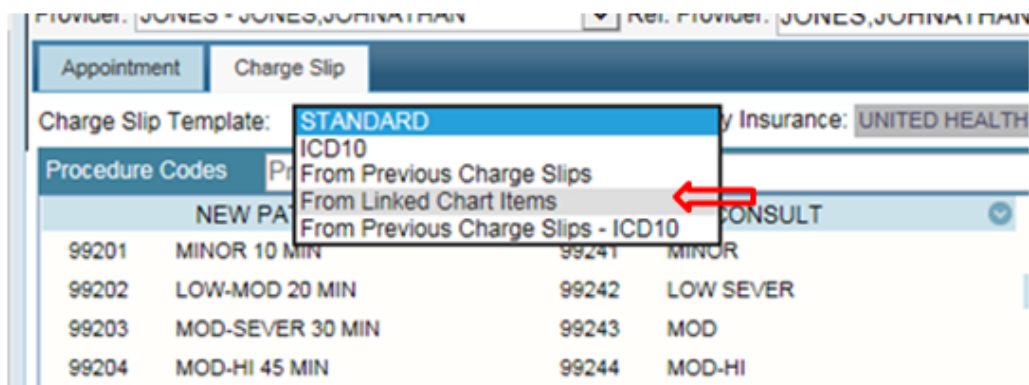 Provider: JONES - JONES,JOHNATHAN Ref. Provider: JONES,JOHNATHAN
Appointment Charge Slip
Charge Slip Template: STANDARD y Insurance: UNITED HEALTH
ICD10
Procedure Codes Pr From Previous Charge Slips
From Linked Chart Items
NEW PAT CONSULT
From Previous Charge Slips - ICD10
99201 MINOR 10 MIN 99241 MINOR
99202 LOW-MOD 20 MIN 99242 LOW SEVER
99203 MOD-SEVER 30 MIN 99243 MOD
99204 MOD-HI 45 MIN 99244 MOD-HI